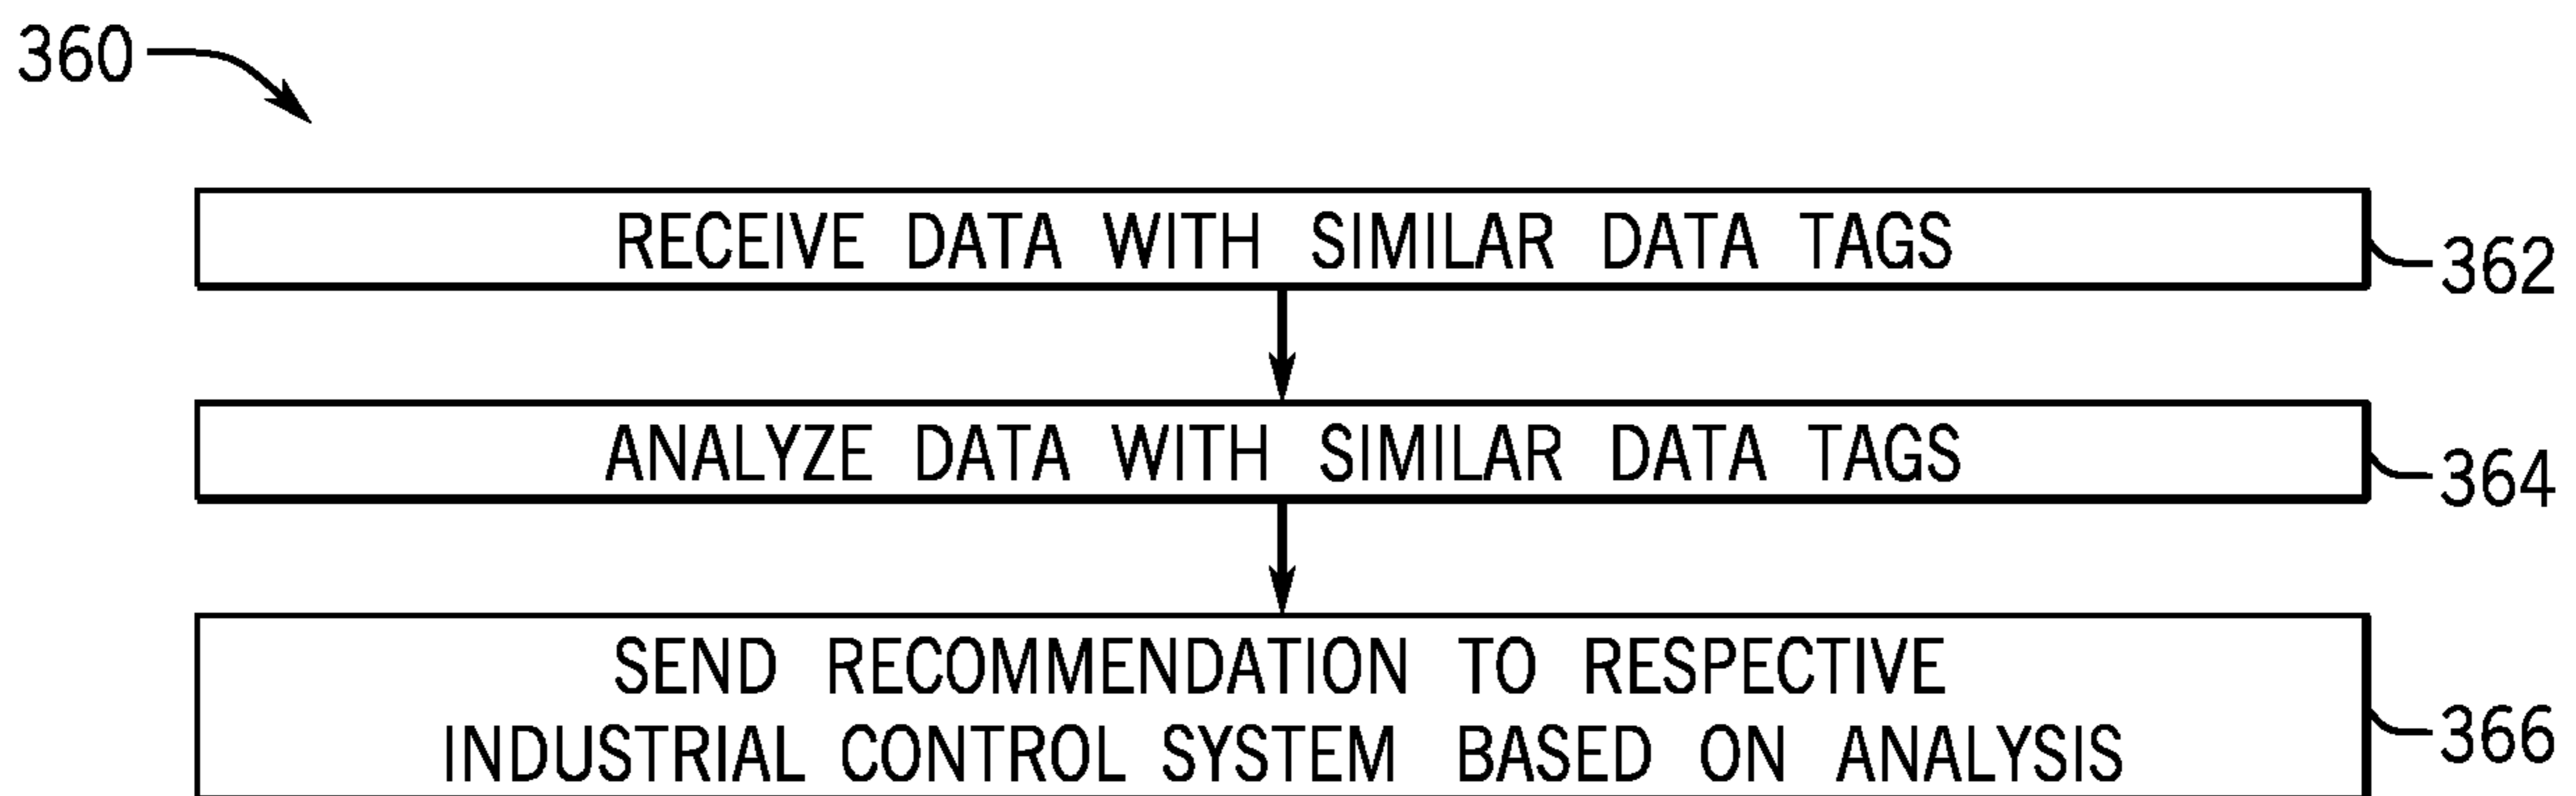 360
RECEIVE DATA WITH SIMILAR DATA TAGS
362
ANALYZE DATA WITH SIMILAR DATA TAGS
364
SEND RECOMMENDATION TO RESPECTIVE
INDUSTRIAL CONTROL SYSTEM BASED ON ANALYSIS
366